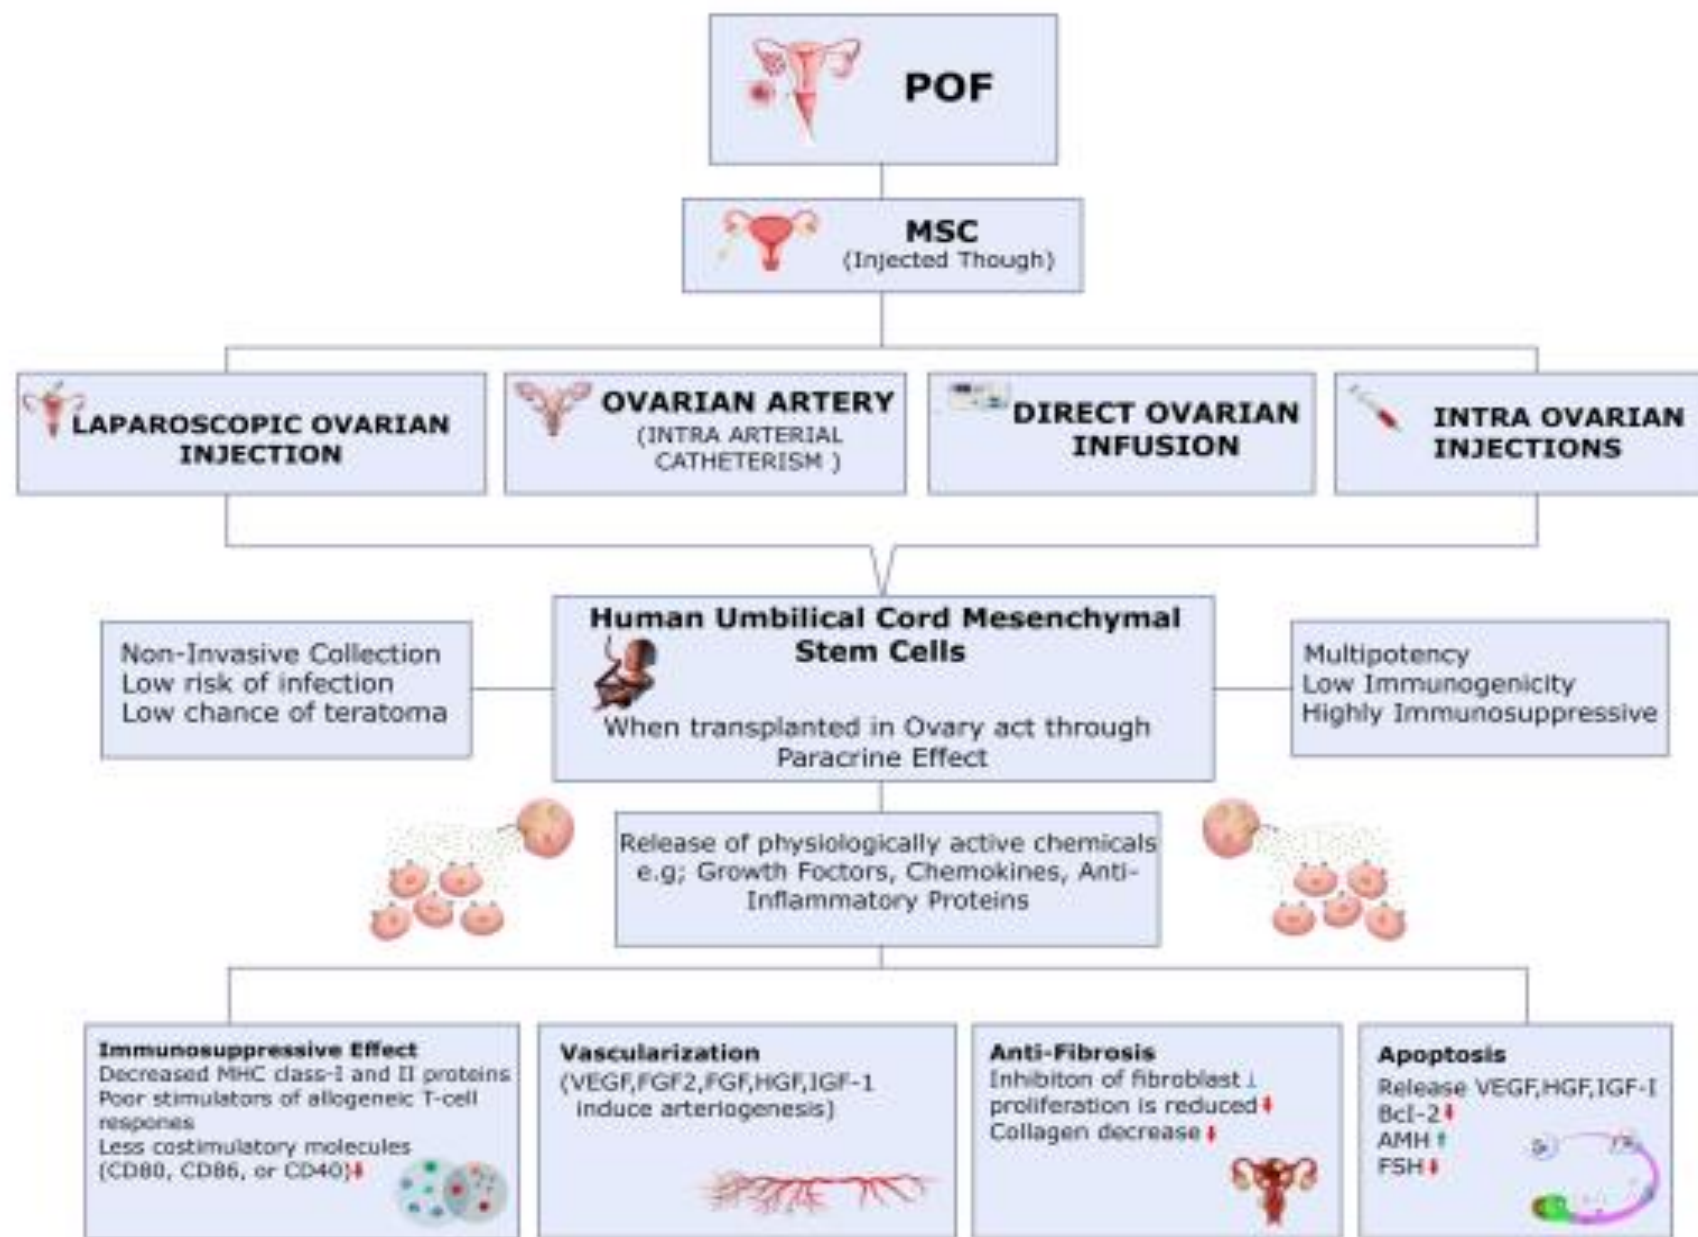 POF
MSC
(Injected Though)
LAPAROSCOPIC OVARIAN
INJECTION
OVARIAN ARTERY
(INTRA ARTERIAL
CATHETERISM )
DIRECT OVARIAN
INFUSION
INTRA OVARIAN
INJECTIONS
Human Umbilical Cord Mesenchymal
Stem Cells
When transplanted in Ovary act through
Paracrine Effect
Non-Invasive Collection
Low risk of infection
Low chance of teratoma
Multipotency
Low Immunogenicity
Highly Immunosuppressive
Release of physiologically active chemicals
e.g; Growth Foctors, Chemokines, Anti-
Inflammatory Proteins
Immunosuppressive Effect
Decreased MHC class-I and II proteins
Poor stimulators of allogeneic T-cell
respones
Less costimulatory molecules
(CD80, CD86, or CD40)⬇
Vascularization
(VEGF,FGF2,FGF,HGF,IGF-1
induce arteriogenesis)
Anti-Fibrosis
Inhibiton of fibroblast ⊥
proliferation is reduced ⬇
Collagen decrease ⬇
Apoptosis
Release VEGF,HGF,IGF-I
BcI-2 ⬇
AMH ⬆
FSH ⬇